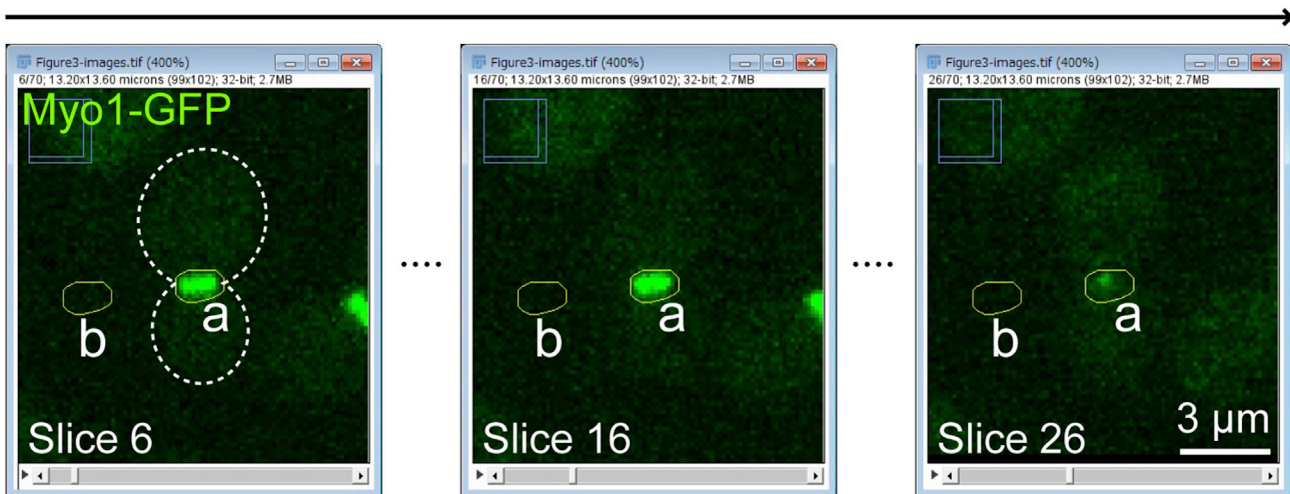 Figure3-images.tif (400%)
6/70; 13.20x13.60 microns (99x102); 32-bit; 2.7MB
Myo1-GFP
b
a
Slice 6
....
Figure3-images.tif (400%)
16/70; 13.20x13.60 microns (99x102); 32-bit; 2.7MB
b
a
Slice 16
....
Figure3-images.tif (400%)
26/70; 13.20x13.60 microns (99x102); 32-bit; 2.7MB
b
a
Slice 26
3 μm